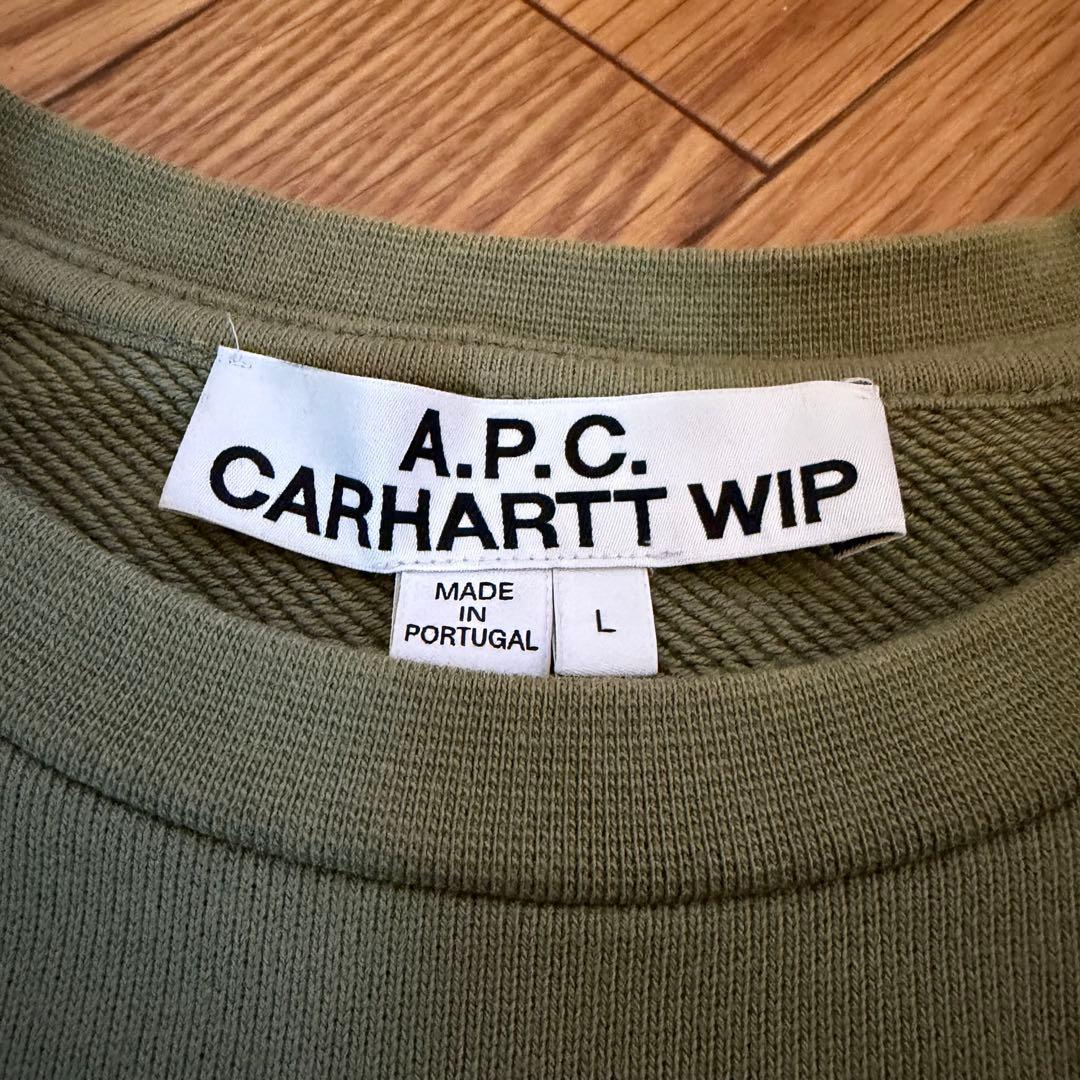 A.P.C.
CARHARTT WIP
MADE
IN
PORTUGAL
L